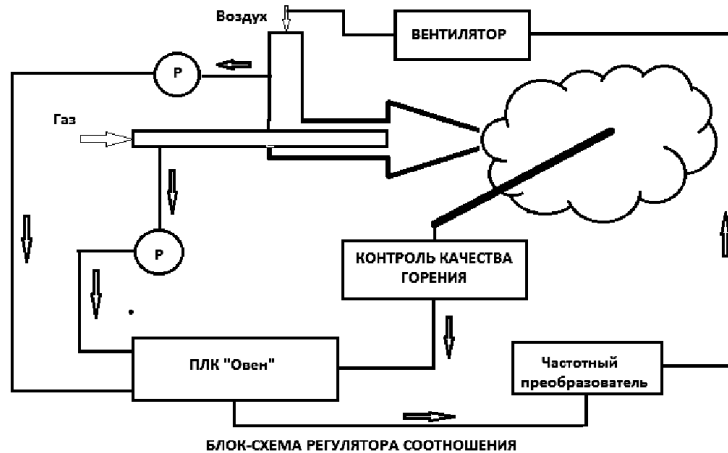 Воздух
ВЕНТИЛЯТОР
P
Газ
P
КОНТРОЛЬ КАЧЕСТВА
ГОРЕНИЯ
ПЛК "Овен"
Частотный
преобразователь
БЛОК-СХЕМА РЕГУЛЯТОРА СООТНОШЕНИЯ